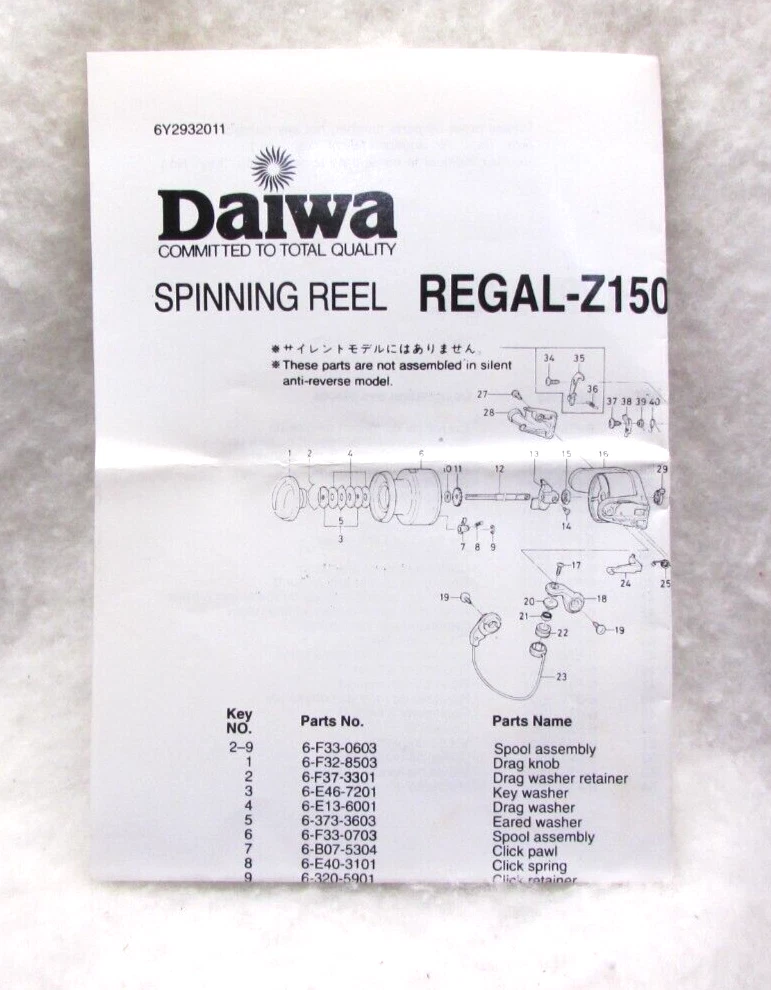 6Y2932011
Daiwa
COMMITTED TO TOTAL QUALITY
SPINNING REEL REGAL-Z150
※サイレントモデルにはありません。
※These parts are not assembled in silent
anti-reverse model.
34 35
36
27
28
37 38 39 40
1 2 4 6 10 11 12 13 15 16 29
5
3
7 8 9
14
17
24 25
19 20 18
21
22 19
23
Key
NO. Parts No. Parts Name
2–9 6-F33-0603 Spool assembly
1 6-F32-8503 Drag knob
2 6-F37-3301 Drag washer retainer
3 6-E46-7201 Key washer
4 6-E13-6001 Drag washer
5 6-373-3603 Eared washer
6 6-F33-0703 Spool assembly
7 6-B07-5304 Click pawl
8 6-E40-3101 Click spring
9 6-320-5901 Click retainer